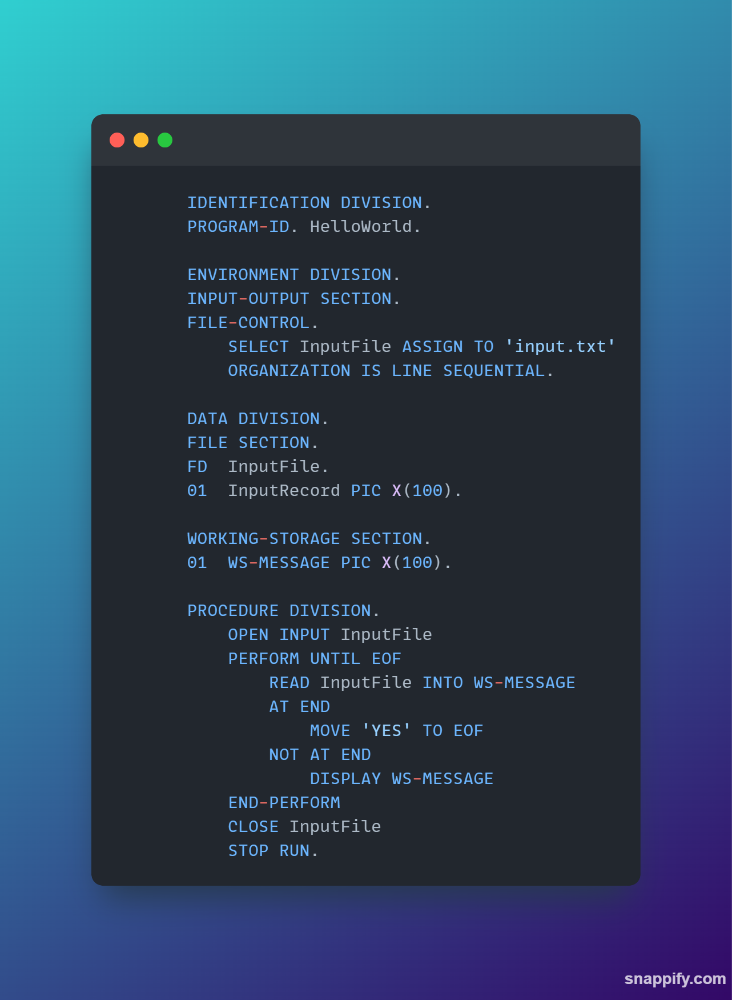 IDENTIFICATION DIVISION.
PROGRAM-ID. HelloWorld.
ENVIRONMENT DIVISION.
INPUT-OUTPUT SECTION.
FILE-CONTROL.
    SELECT InputFile ASSIGN TO 'input.txt'
    ORGANIZATION IS LINE SEQUENTIAL.
DATA DIVISION.
FILE SECTION.
FD  InputFile.
01  InputRecord PIC X(100).
WORKING-STORAGE SECTION.
01  WS-MESSAGE PIC X(100).
PROCEDURE DIVISION.
    OPEN INPUT InputFile
    PERFORM UNTIL EOF
        READ InputFile INTO WS-MESSAGE
        AT END
            MOVE 'YES' TO EOF
        NOT AT END
            DISPLAY WS-MESSAGE
    END-PERFORM
    CLOSE InputFile
    STOP RUN.
snappify.com